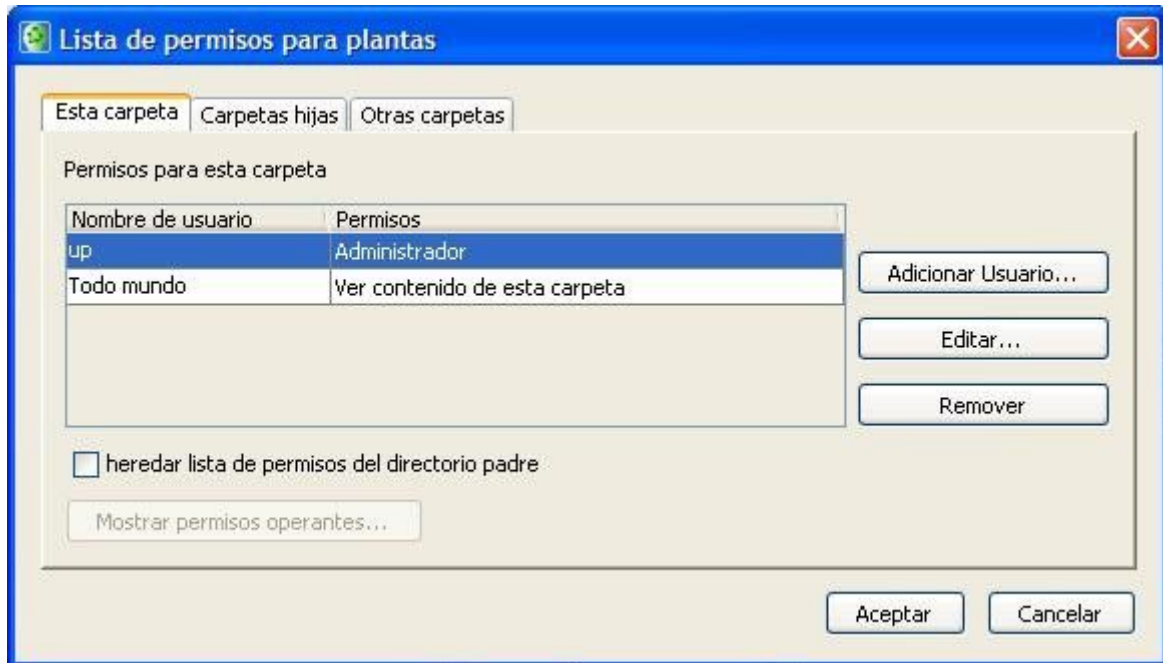 Lista de permisos para plantas
Esta carpeta Carpetas hijas Otras carpetas
Permisos para esta carpeta
Nombre de usuario Permisos
up Administrador
Todo mundo Ver contenido de esta carpeta
Adicionar Usuario...
Editar...
Remover
heredar lista de permisos del directorio padre
Mostrar permisos operantes...
Aceptar Cancelar